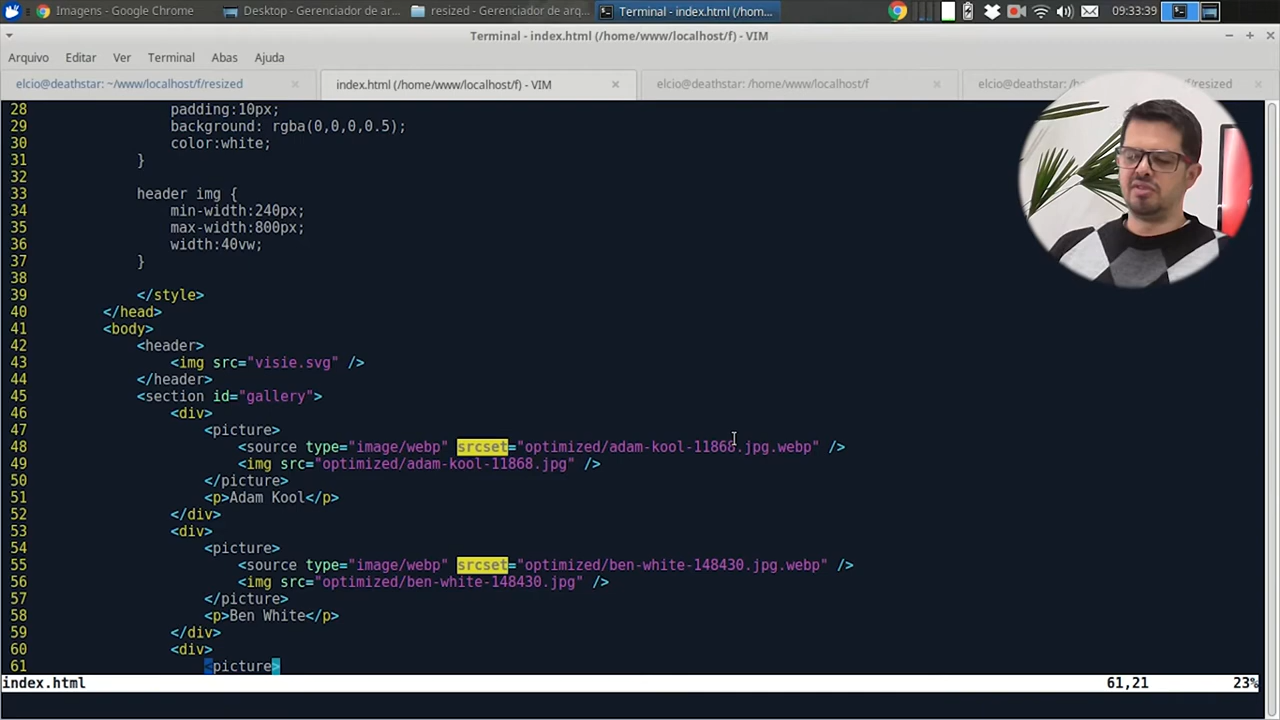 Imagens - Google Chrome
Desktop - Gerenciador de ar...
resized - Gerenciador de arq...
Terminal - index.html (/hom...
09:33:39
Terminal - index.html (/home/www/localhost/f) - VIM
Arquivo Editar Ver Terminal Abas Ajuda
elcio@deathstar: ~/www/localhost/f/resized
index.html (/home/www/localhost/f) - VIM
elcio@deathstar: /home/www/localhost/f
elcio@deathstar: /h
f/resized
28 padding:10px;
29 background: rgba(0,0,0,0.5);
30 color:white;
31 }
32
33 header img {
34 min-width:240px;
35 max-width:800px;
36 width:40vw;
37 }
38
39 </style>
40 </head>
41 <body>
42 <header>
43 <img src="visie.svg" />
44 </header>
45 <section id="gallery">
46 <div>
47 <picture>
48 <source type="image/webp" srcset="optimized/adam-kool-11868.jpg.webp" />
49 <img src="optimized/adam-kool-11868.jpg" />
50 </picture>
51 <p>Adam Kool</p>
52 </div>
53 <div>
54 <picture>
55 <source type="image/webp" srcset="optimized/ben-white-148430.jpg.webp" />
56 <img src="optimized/ben-white-148430.jpg" />
57 </picture>
58 <p>Ben White</p>
59 </div>
60 <div>
61 <picture>
index.html 61,21 23%